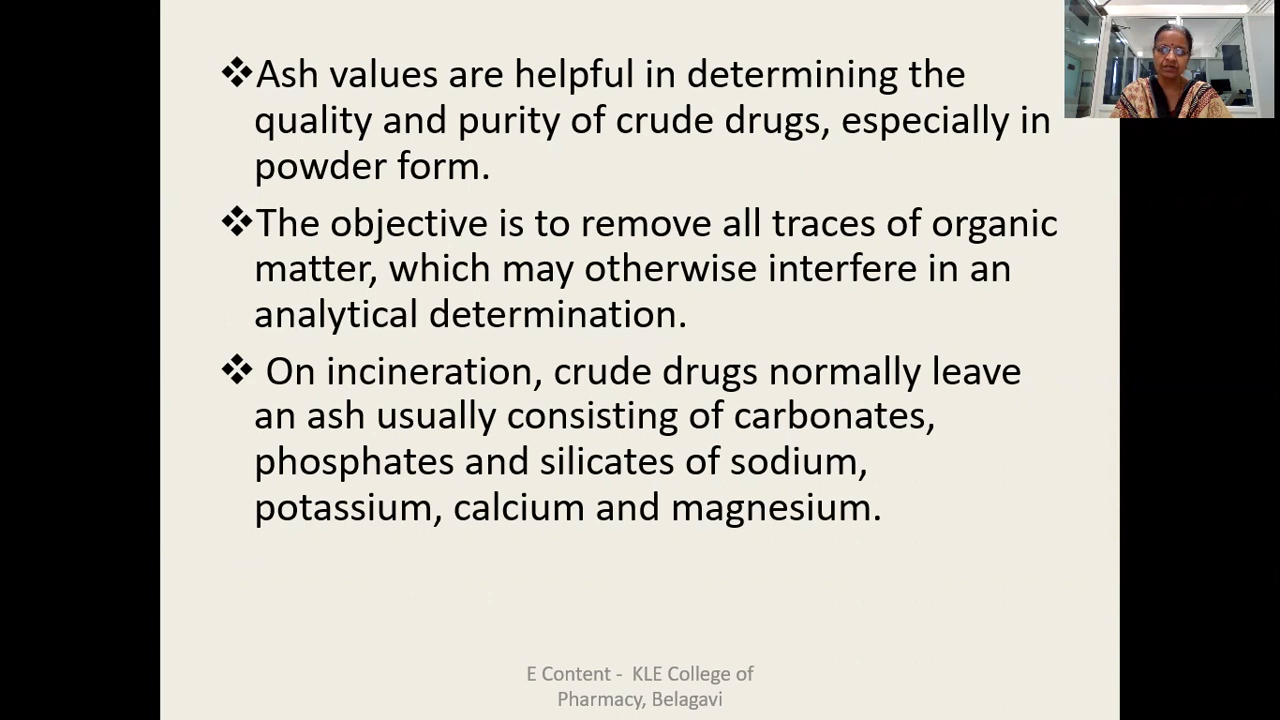 ❖Ash values are helpful in determining the
quality and purity of crude drugs, especially in
powder form.
❖The objective is to remove all traces of organic
matter, which may otherwise interfere in an
analytical determination.
❖ On incineration, crude drugs normally leave
an ash usually consisting of carbonates,
phosphates and silicates of sodium,
potassium, calcium and magnesium.
E Content - KLE College of
Pharmacy, Belagavi